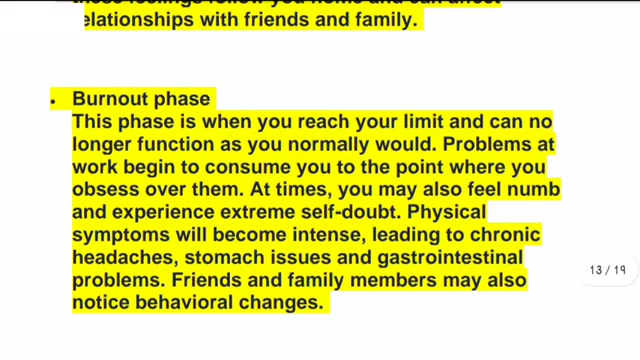 relationships with friends and family.
• Burnout phase
This phase is when you reach your limit and can no
longer function as you normally would. Problems at
work begin to consume you to the point where you
obsess over them. At times, you may also feel numb
and experience extreme self-doubt. Physical
symptoms will become intense, leading to chronic
headaches, stomach issues and gastrointestinal
problems. Friends and family members may also
notice behavioral changes.
13 / 19